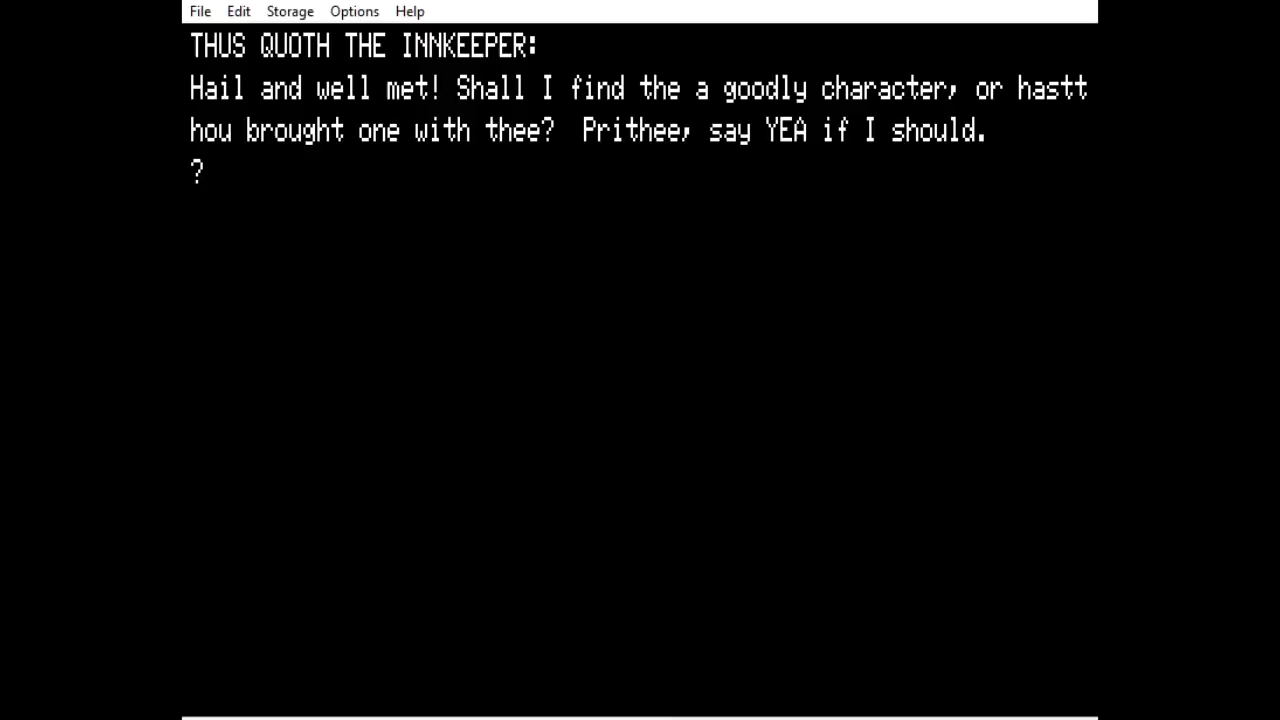 File Edit Storage Options Help
THUS QUOTH THE INNKEEPER:
Hail and well met! Shall I find the a goodly character, or hastt
hou brought one with thee?  Prithee, say YEA if I should.
?